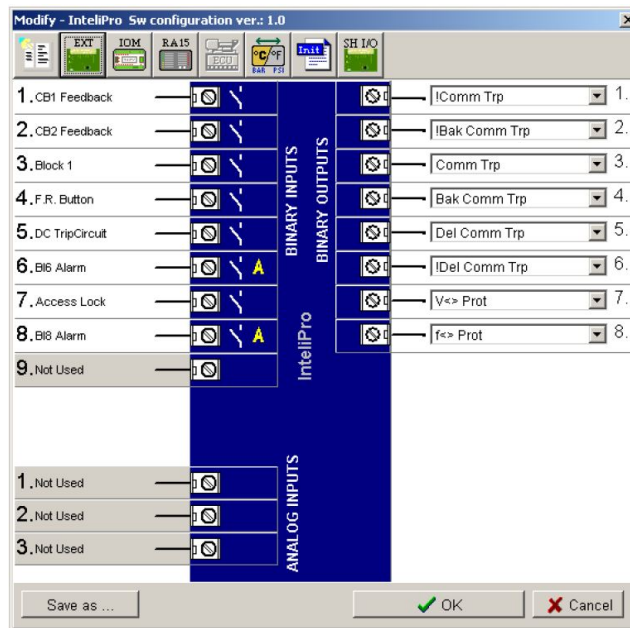 Modify - InteliPro Sw configuration ver.: 1.0
EXT IOM RA15 ECU °C/°F BAR PSI Init SH I/O
1. CB1 Feedback
2. CB2 Feedback
3. Block 1
4. F.R. Button
5. DC TripCircuit
6. BI6 Alarm A
7. Access Lock
8. BI8 Alarm A
9. Not Used
BINARY INPUTS
BINARY OUTPUTS
InteliPro
!Comm Trp 1.
!Bak Comm Trp 2.
Comm Trp 3.
Bak Comm Trp 4.
Del Comm Trp 5.
!Del Comm Trp 6.
V<> Prot 7.
f<> Prot 8.
1. Not Used
2. Not Used
3. Not Used
ANALOG INPUTS
Save as ...
OK
Cancel